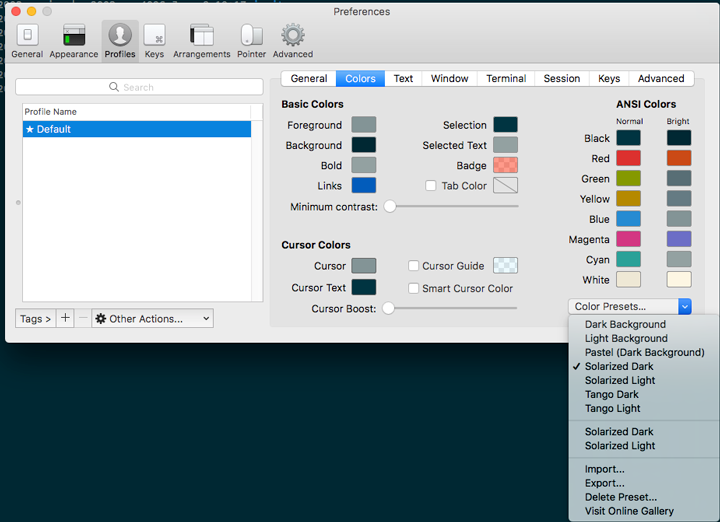 Preferences
General Appearance Profiles Keys Arrangements Pointer Advanced
Search
Profile Name
★ Default
Tags > + − Other Actions...
General Colors Text Window Terminal Session Keys Advanced
Basic Colors
Foreground
Background
Bold
Links
Selection
Selected Text
Badge
Tab Color
Minimum contrast:
Cursor Colors
Cursor
Cursor Text
Cursor Boost:
Cursor Guide
Smart Cursor Color
ANSI Colors
Normal Bright
Black
Red
Green
Yellow
Blue
Magenta
Cyan
White
Color Presets...
Dark Background
Light Background
Pastel (Dark Background)
✓ Solarized Dark
Solarized Light
Tango Dark
Tango Light
Solarized Dark
Solarized Light
Import...
Export...
Delete Preset...
Visit Online Gallery